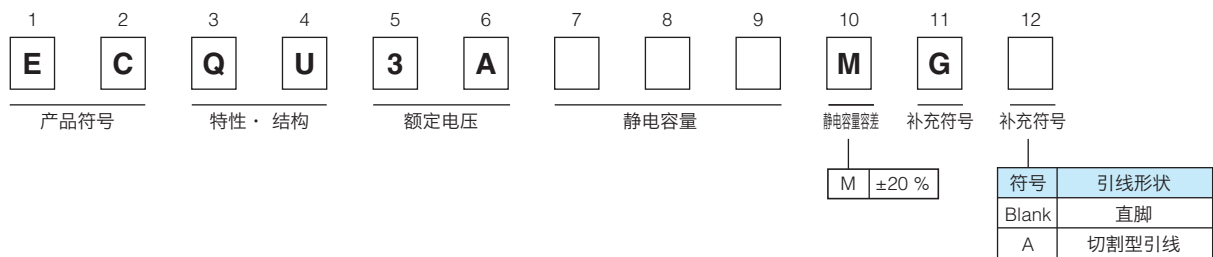 1 2 3 4 5 6 7 8 9 10 11 12
E C Q U 3 A M G
产品符号 特性・ 结构 额定电压 静电容量 静电容量容差 补充符号 补充符号
M ±20 % 符号 引线形状
Blank 直脚
A 切割型引线